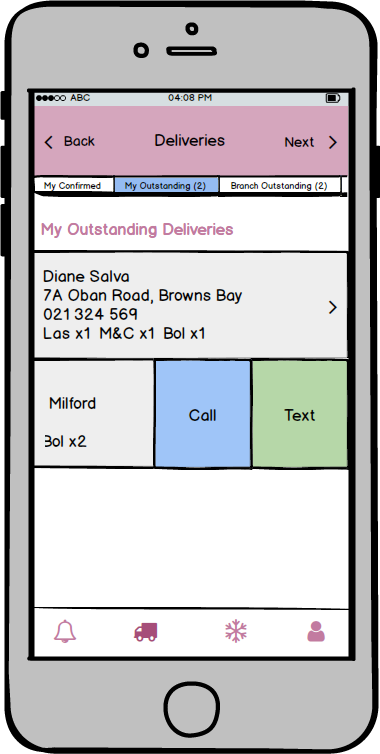 ABC 04:08 PM
Back Deliveries Next
My Confirmed My Outstanding (2) Branch Outstanding (2)
My Outstanding Deliveries
Diane Salva
7A Oban Road, Browns Bay
021 324 569
Las x1 M&C x1 Bol x1
Milford
Bol x2
Call
Text